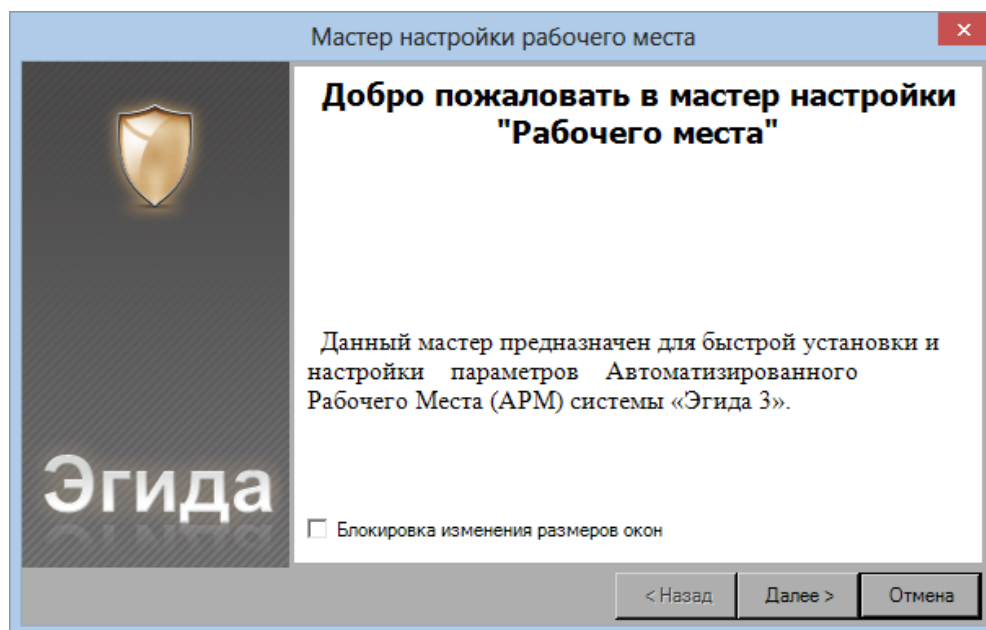 Мастер настройки рабочего места
Добро пожаловать в мастер настройки
"Рабочего места"
Данный мастер предназначен для быстрой установки и
настройки параметров Автоматизированного
Рабочего Места (АРМ) системы «Эгида 3».
Эгида
Блокировка изменения размеров окон
< Назад
Далее >
Отмена